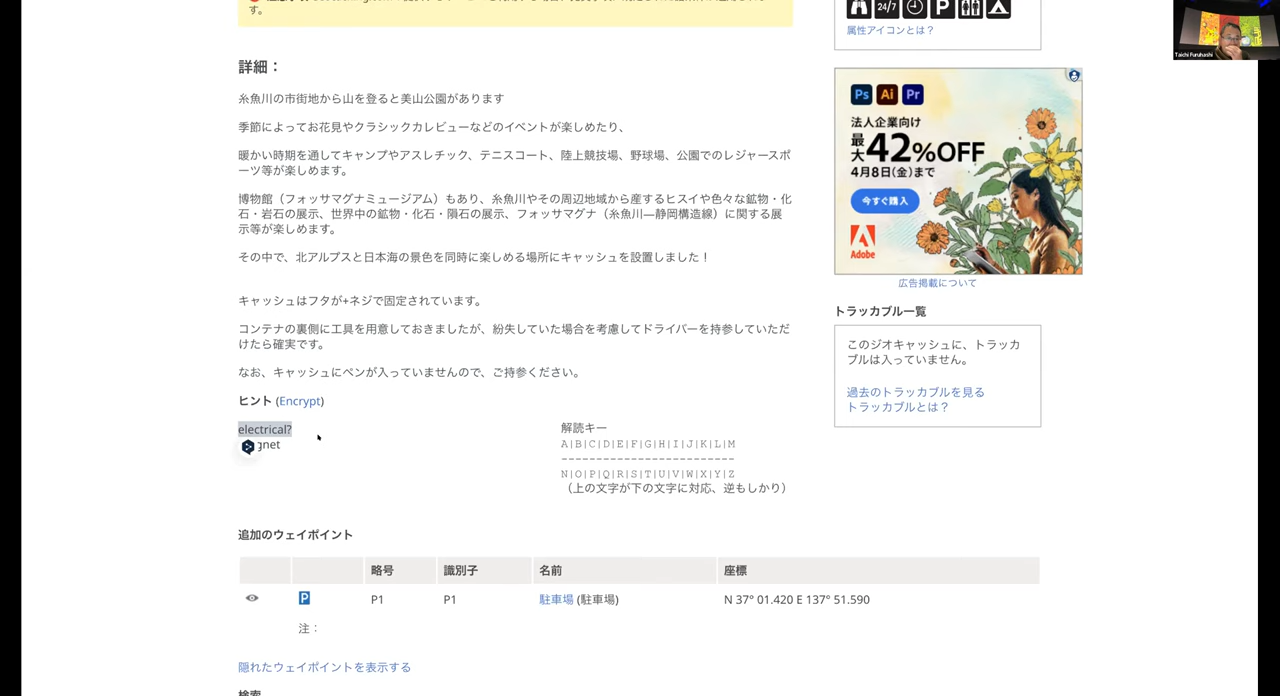 す。
詳細：
糸魚川の市街地から山を登ると美山公園があります
季節によってお花見やクラシックカレビューなどのイベントが楽しめたり、
暖かい時期を通してキャンプやアスレチック、テニスコート、陸上競技場、野球場、公園でのレジャースポ
ーツ等が楽しめます。
博物館（フォッサマグナミュージアム）もあり、糸魚川やその周辺地域から産するヒスイや色々な鉱物・化
石・岩石の展示、世界中の鉱物・化石・隕石の展示、フォッサマグナ（糸魚川―静岡構造線）に関する展
示等が楽しめます。
その中で、北アルプスと日本海の景色を同時に楽しめる場所にキャッシュを設置しました！
キャッシュはフタが+ネジで固定されています。
コンテナの裏側に工具を用意しておきましたが、紛失していた場合を考慮してドライバーを持参していただ
けたら確実です。
なお、キャッシュにペンが入っていませんので、ご持参ください。
ヒント (Encrypt)
electrical?
gnet
解読キー
A|B|C|D|E|F|G|H|I|J|K|L|M
-------------------------
N|O|P|Q|R|S|T|U|V|W|X|Y|Z
（上の文字が下の文字に対応、逆もしかり）
追加のウェイポイント
略号 識別子 名前 座標
P P1 P1 駐車場 (駐車場) N 37° 01.420 E 137° 51.590
注：
隠れたウェイポイントを表示する
検索
24/7 P
属性アイコンとは？
Ps Ai Pr
法人企業向け
最大42%OFF
4月8日(金)まで
今すぐ購入
Adobe
広告掲載について
トラッカブル一覧
このジオキャッシュに、トラッカ
ブルは入っていません。
過去のトラッカブルを見る
トラッカブルとは？
Taichi Furuhashi